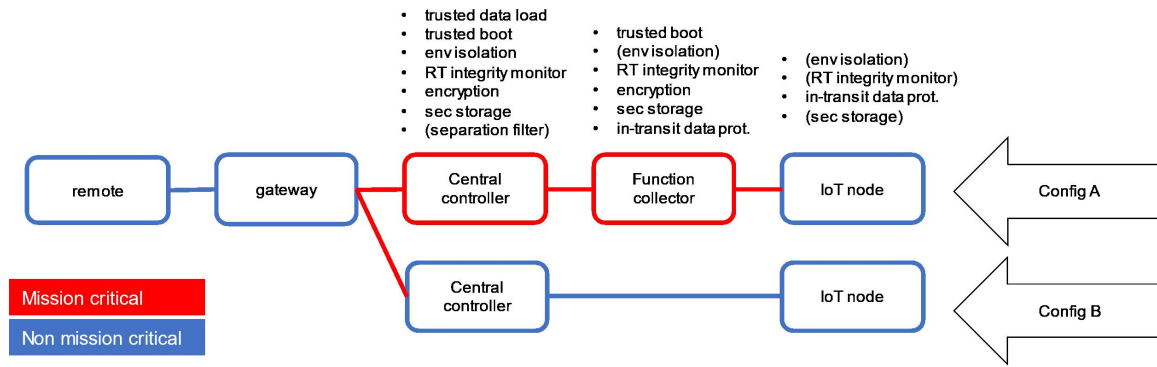 • trusted data load
• trusted boot
• env isolation
• RT integrity monitor
• encryption
• sec storage
• (separation filter)
• trusted boot
• (env isolation)
• RT integrity monitor
• encryption
• sec storage
• in-transit data prot.
• (env isolation)
• (RT integrity monitor)
• in-transit data prot.
• (sec storage)
remote
gateway
Central
controller
Function
collector
IoT node
Config A
Mission critical
Non mission critical
Central
controller
IoT node
Config B